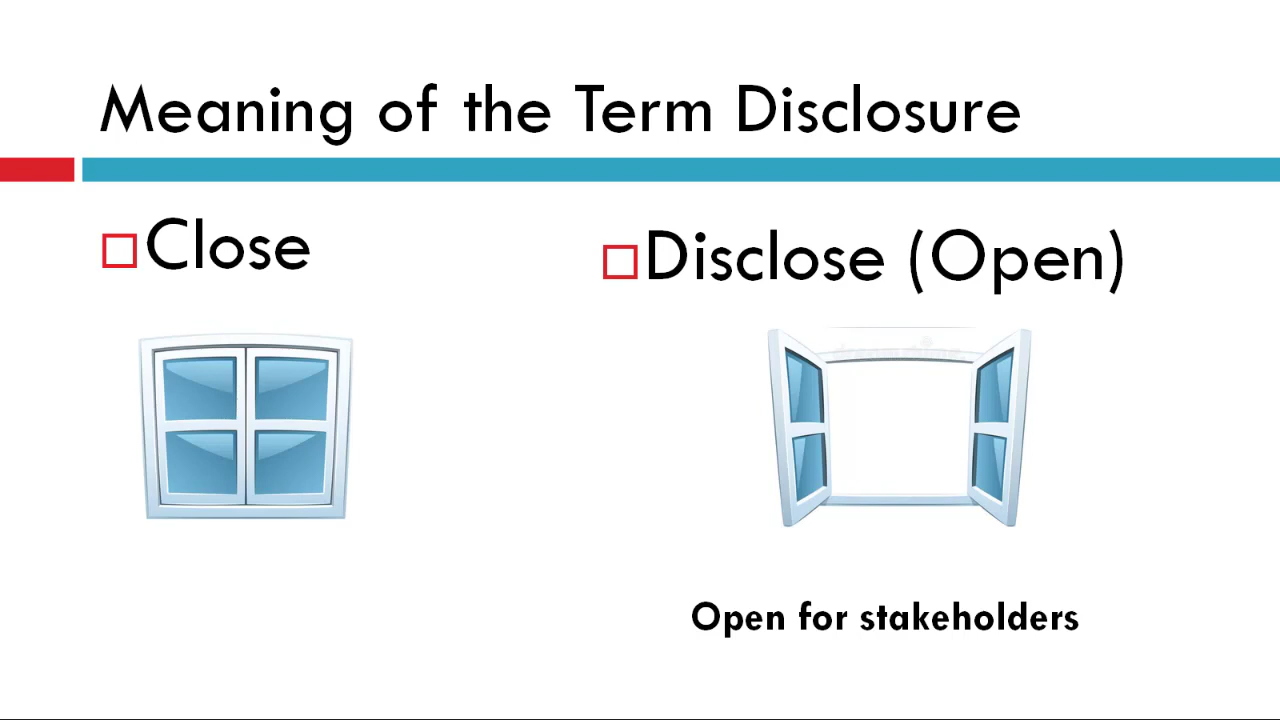 Meaning of the Term Disclosure
Close
Disclose (Open)
Open for stakeholders